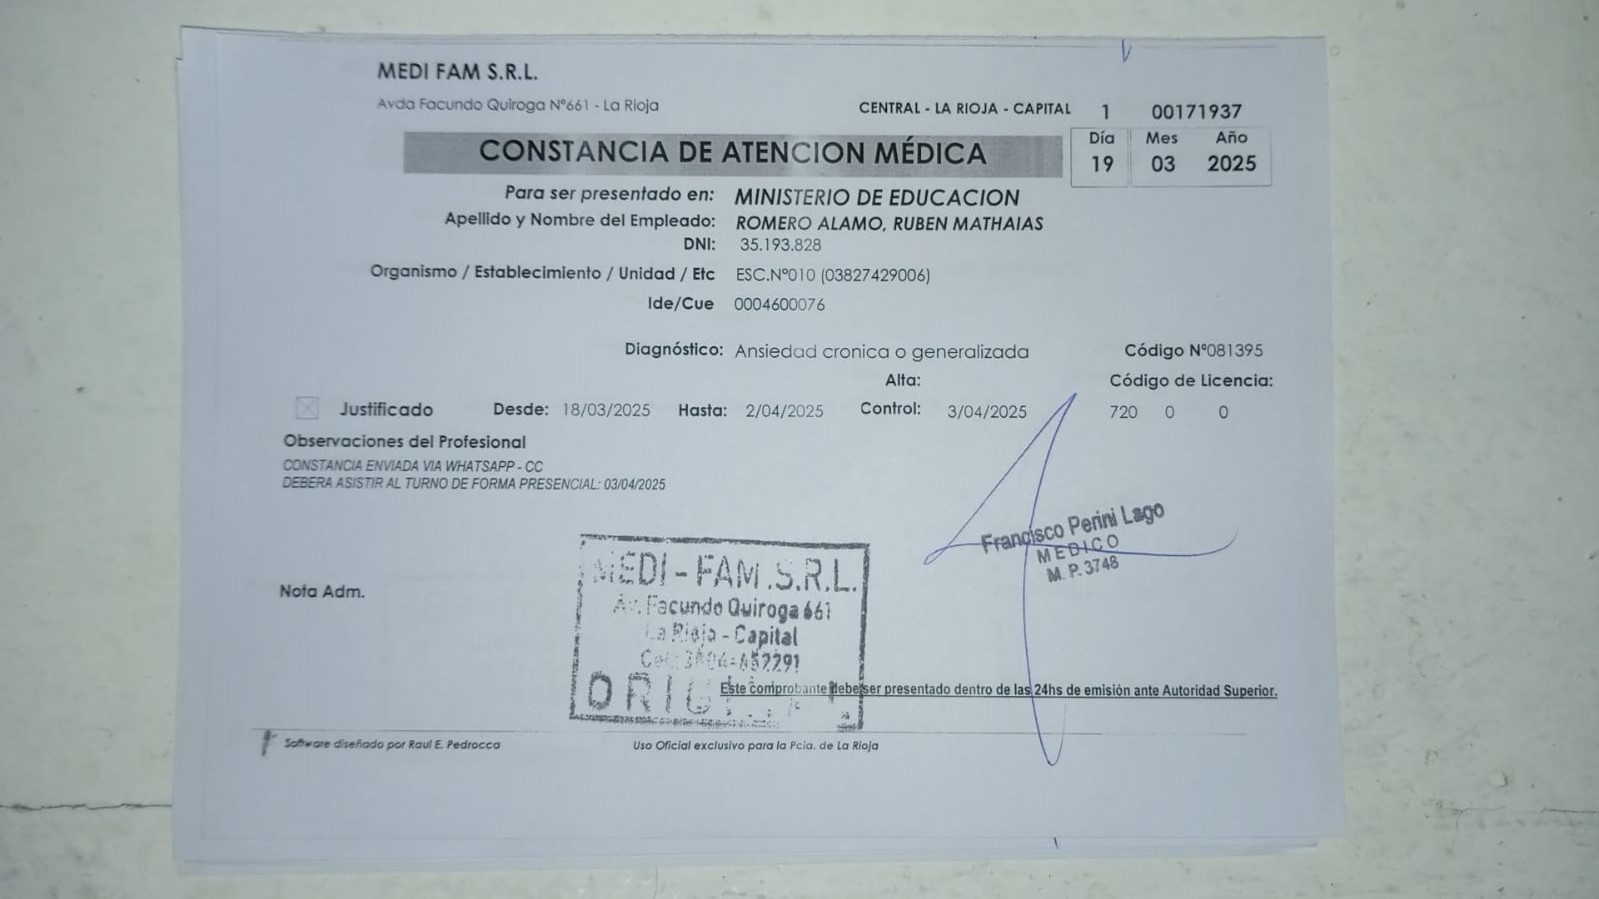 MEDI FAM S.R.L.
Avda Facundo Quiroga Nº661 - La Rioja
CENTRAL - LA RIOJA - CAPITAL 1 00171937
CONSTANCIA DE ATENCION MÉDICA
Día Mes Año
19 03 2025
Para ser presentado en: MINISTERIO DE EDUCACION
Apellido y Nombre del Empleado: ROMERO ALAMO, RUBEN MATHAIAS
DNI: 35.193.828
Organismo / Establecimiento / Unidad / Etc ESC.Nº010 (03827429006)
Ide/Cue 0004600076
Diagnóstico: Ansiedad cronica o generalizada Código Nº081395
Alta: Código de Licencia:
Justificado Desde: 18/03/2025 Hasta: 2/04/2025 Control: 3/04/2025 720 0 0
Observaciones del Profesional
CONSTANCIA ENVIADA VIA WHATSAPP - CC
DEBERA ASISTIR AL TURNO DE FORMA PRESENCIAL: 03/04/2025
Francisco Perini Lago
MEDICO
M. P. 3748
MEDI - FAM .S.R.L.
Av. Facundo Quiroga 661
La Rioja - Capital
Nota Adm.
Este comprobante debe ser presentado dentro de las 24hs de emisión ante Autoridad Superior.
Software diseñado por Raul E. Pedrocca
Uso Oficial exclusivo para la Pcia. de La Rioja